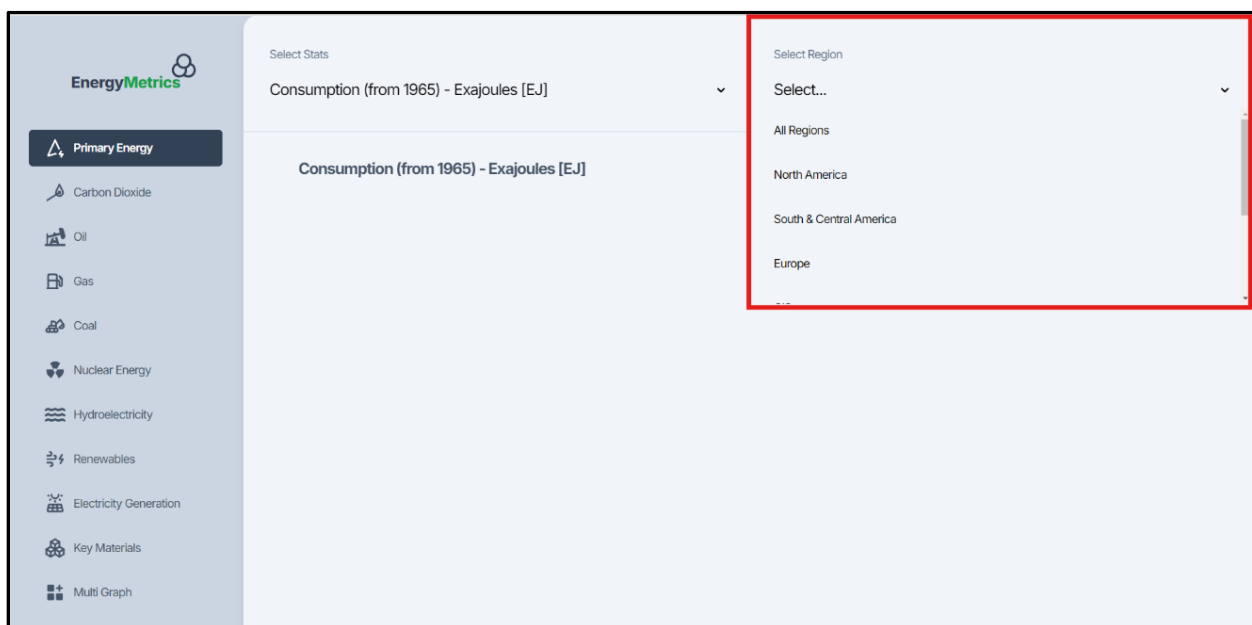 EnergyMetrics
Primary Energy
Carbon Dioxide
Oil
Gas
Coal
Nuclear Energy
Hydroelectricity
Renewables
Electricity Generation
Key Materials
Multi Graph
Select Stats
Consumption (from 1965) - Exajoules [EJ]
Consumption (from 1965) - Exajoules [EJ]
Select Region
Select...
All Regions
North America
South & Central America
Europe